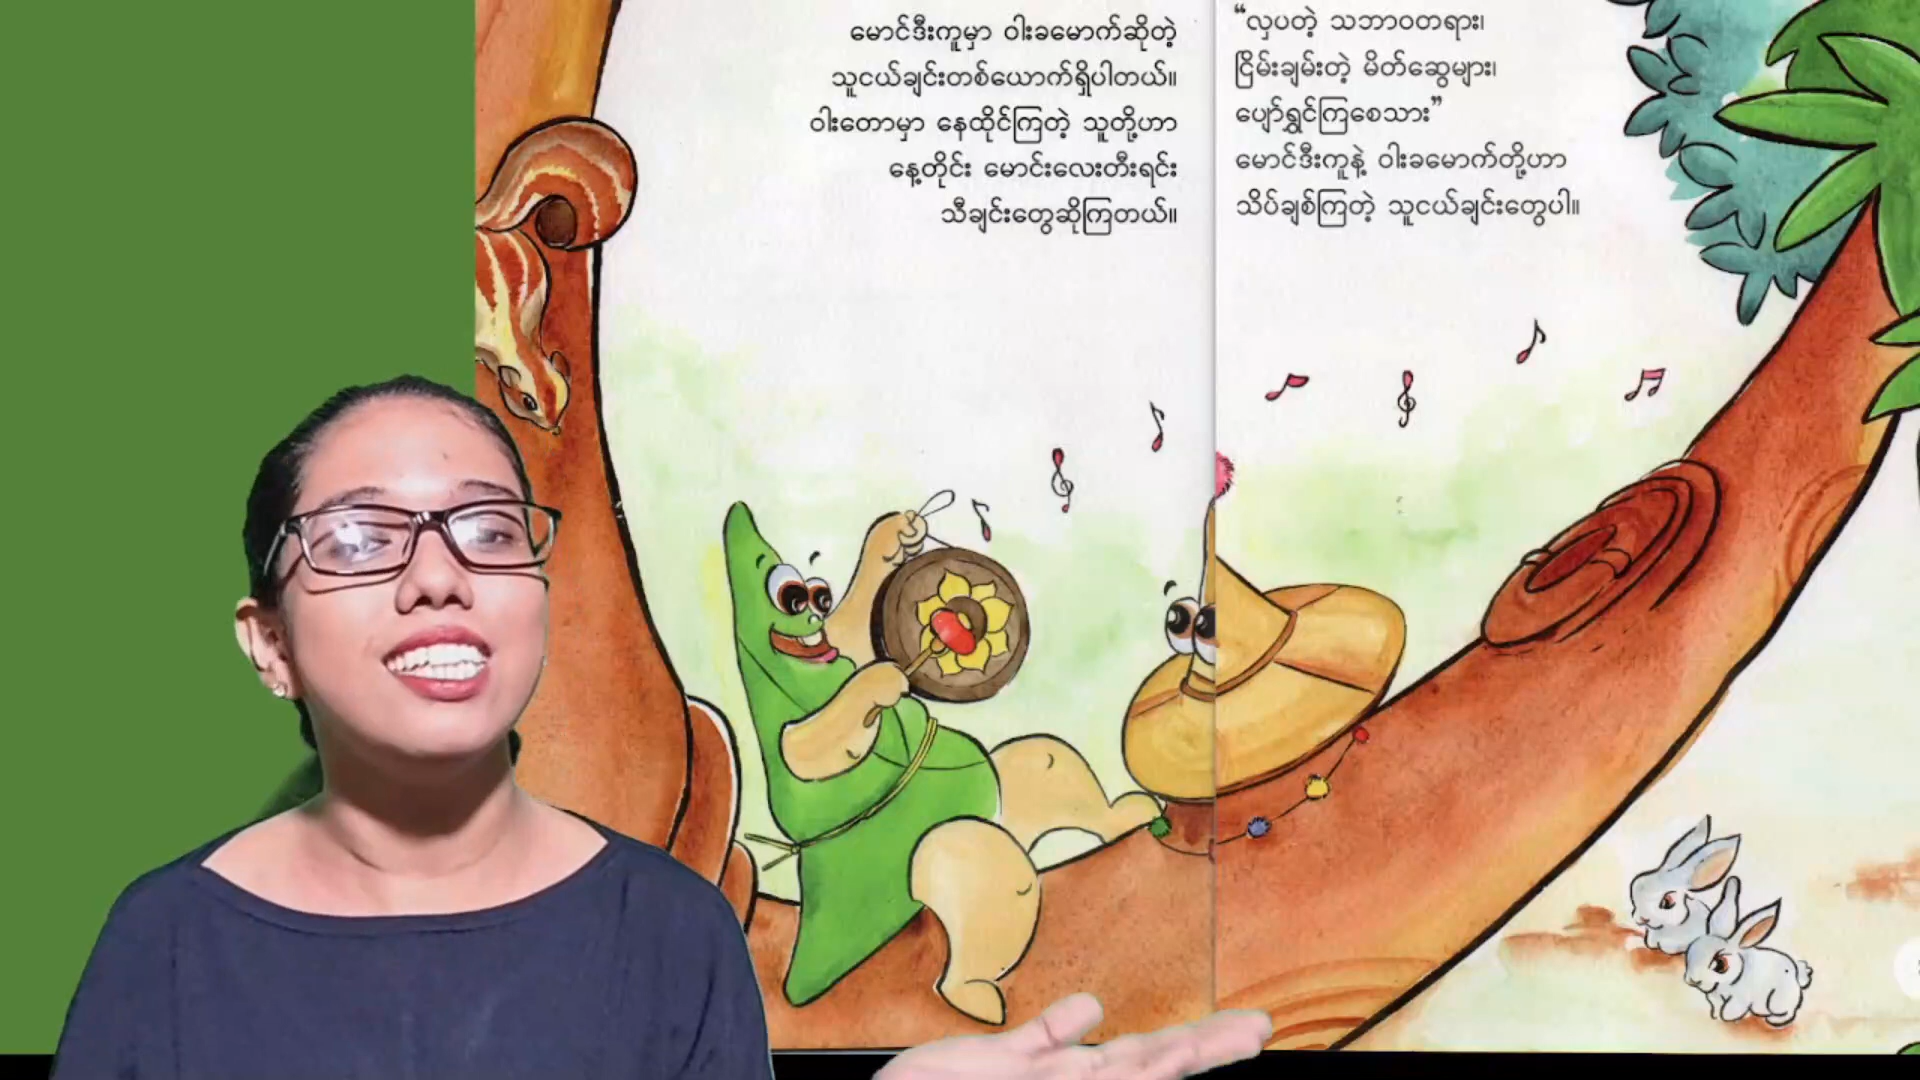 မောင်ဒီးကူမှာ ဝါးခမောက်ဆိုတဲ့
သူငယ်ချင်းတစ်ယောက်ရှိပါတယ်။
ဝါးတောမှာ နေထိုင်ကြတဲ့ သူတို့ဟာ
နေ့တိုင်း မောင်းလေးတီးရင်း
သီချင်းတွေဆိုကြတယ်။
“လှပတဲ့ သဘာဝတရား၊
ငြိမ်းချမ်းတဲ့ မိတ်ဆွေများ၊
ပျော်ရွှင်ကြစေသား”
မောင်ဒီးကူနဲ့ ဝါးခမောက်တို့ဟာ
သိပ်ချစ်ကြတဲ့ သူငယ်ချင်းတွေပါ။